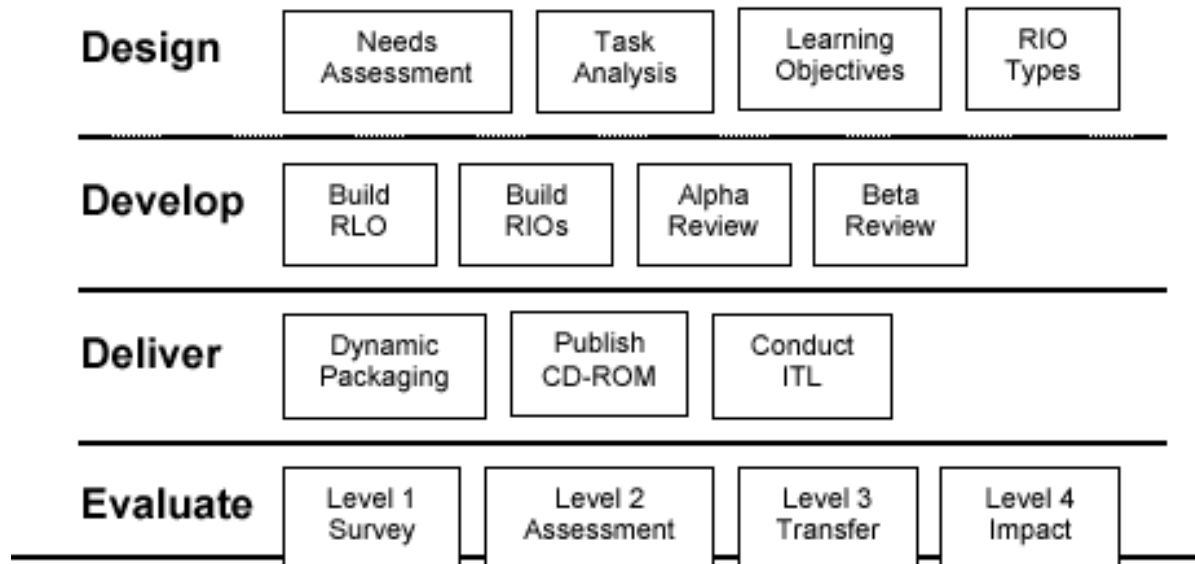 Design
Needs
Assessment
Task
Analysis
Learning
Objectives
RIO
Types
Develop
Build
RLO
Build
RIOs
Alpha
Review
Beta
Review
Deliver
Dynamic
Packaging
Publish
CD-ROM
Conduct
ITL
Evaluate
Level 1
Survey
Level 2
Assessment
Level 3
Transfer
Level 4
Impact